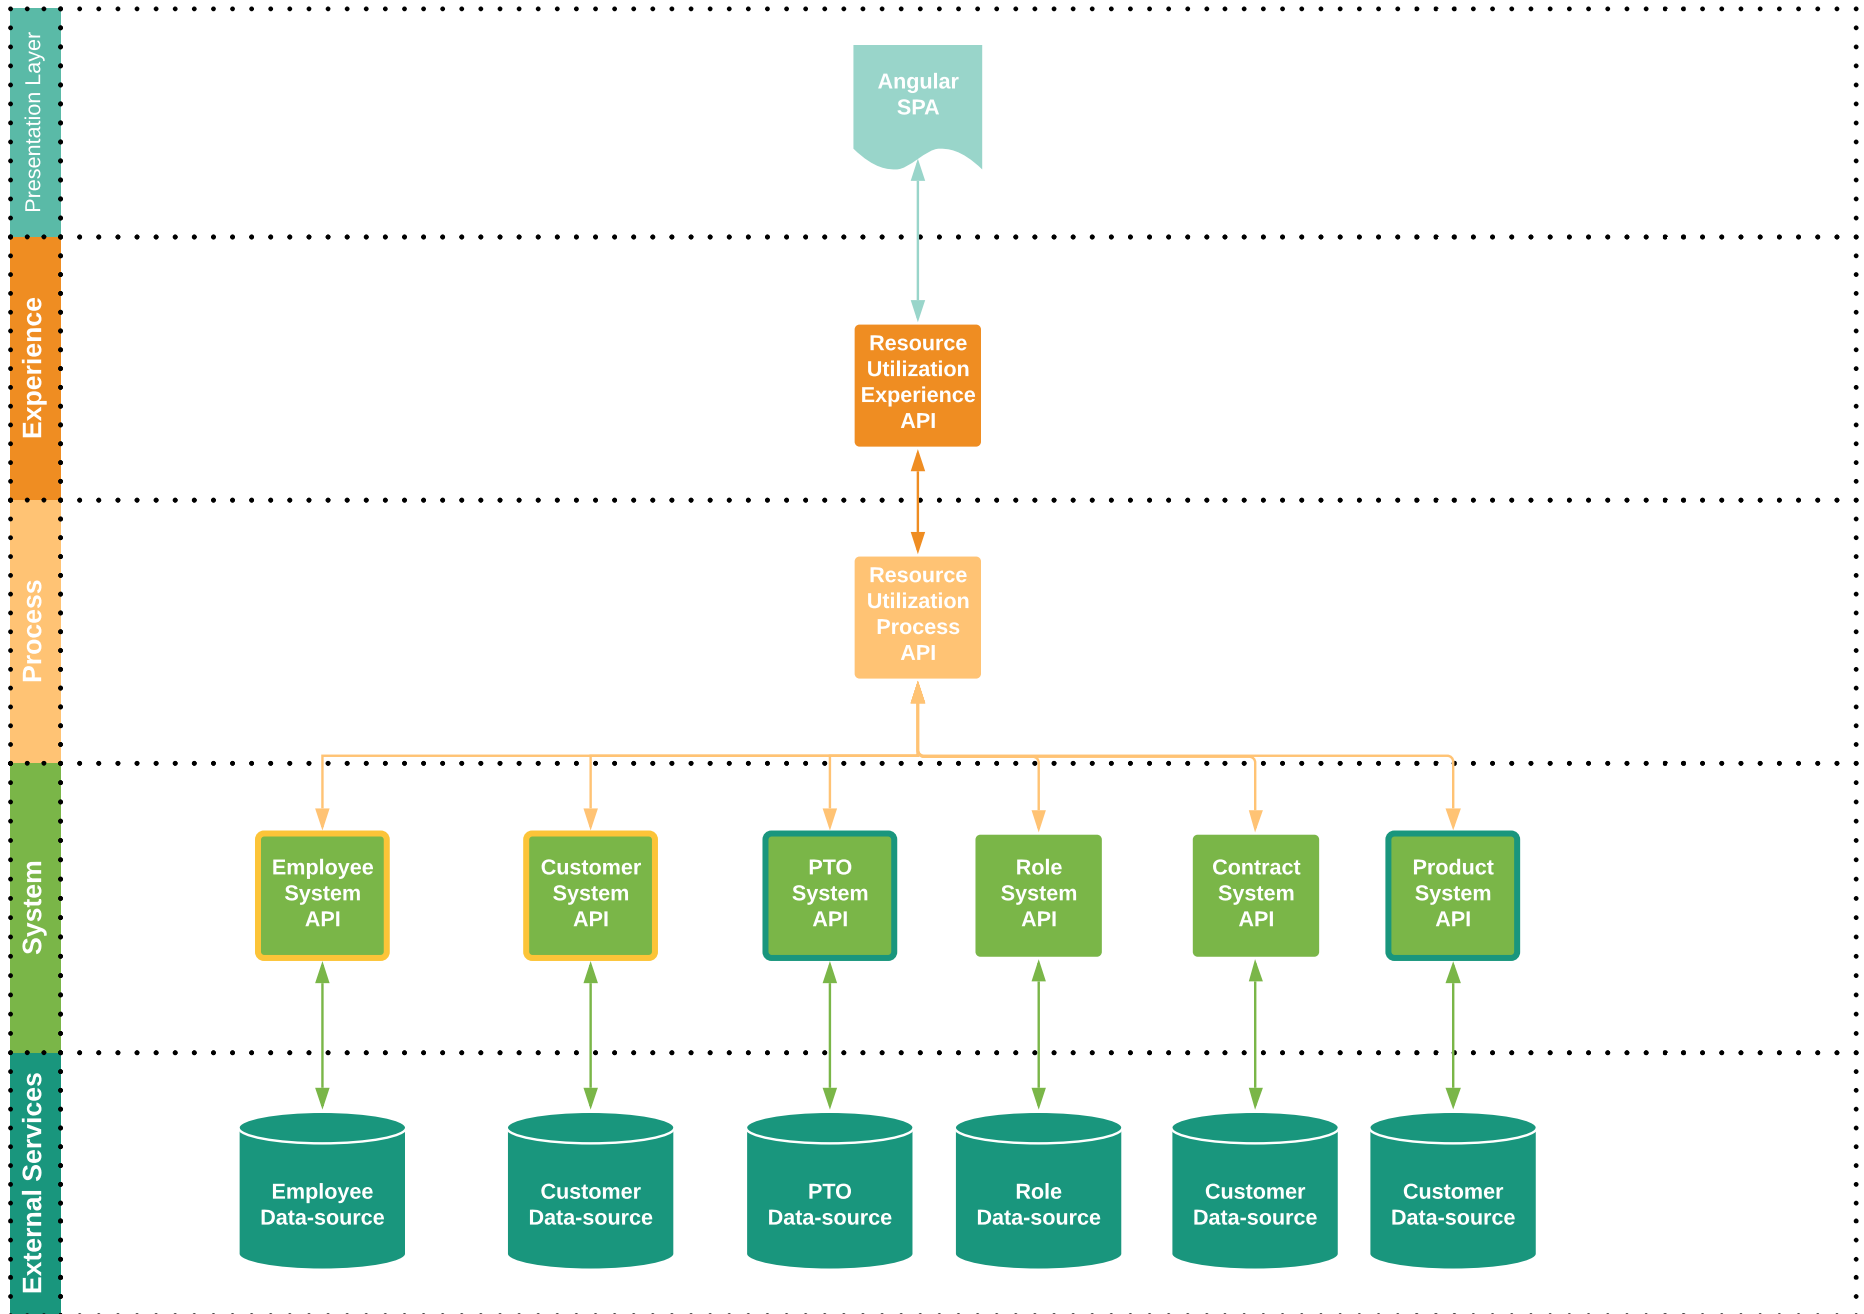 Presentation Layer
Angular
SPA
Experience
Resource
Utilization
Experience
API
Process
Resource
Utilization
Process
API
System
Employee
System
API
Customer
System
API
PTO
System
API
Role
System
API
Contract
System
API
Product
System
API
External Services
Employee
Data-source
Customer
Data-source
PTO
Data-source
Role
Data-source
Customer
Data-source
Customer
Data-source